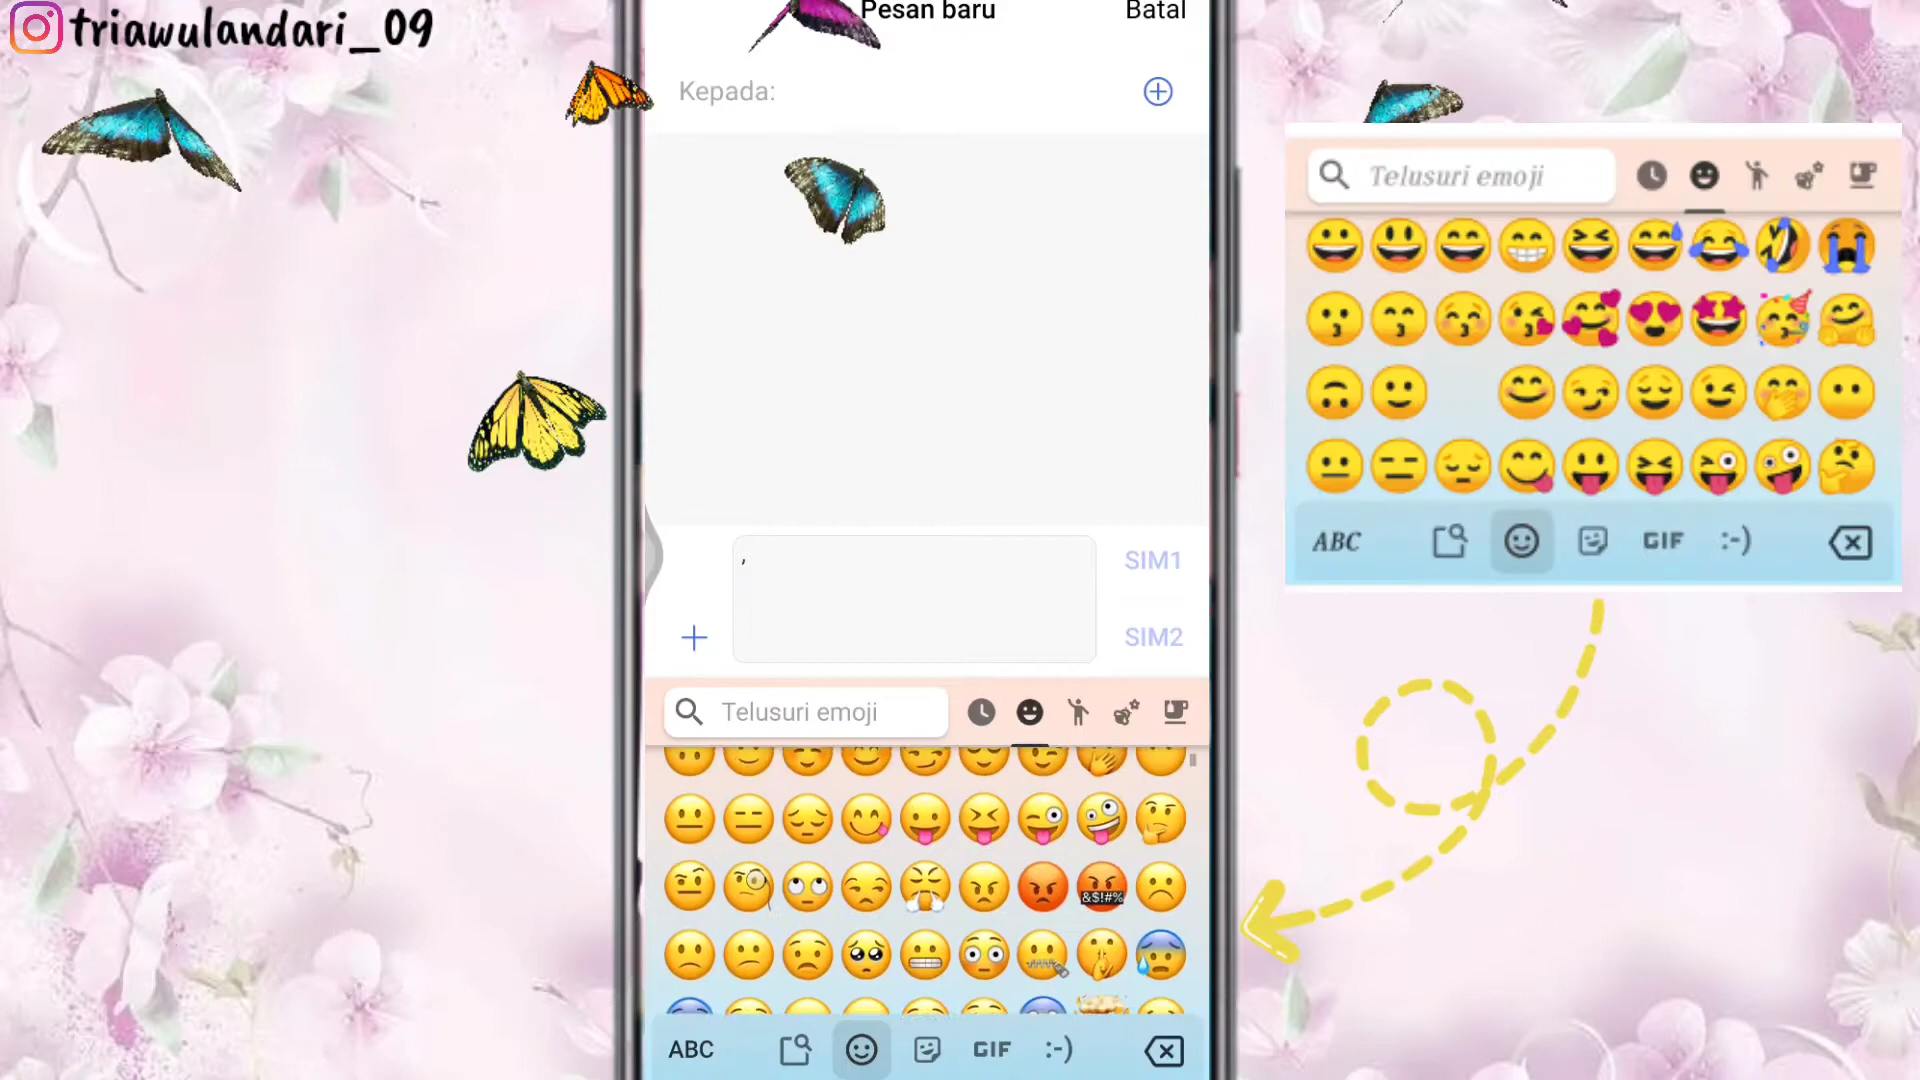 triawulandari_09
Pesan baru
Batal
Kepada:
,
SIM1
SIM2
Telusuri emoji
&$!#%
ABC
GIF
:-)
Telusuri emoji
ABC
GIF
:-)